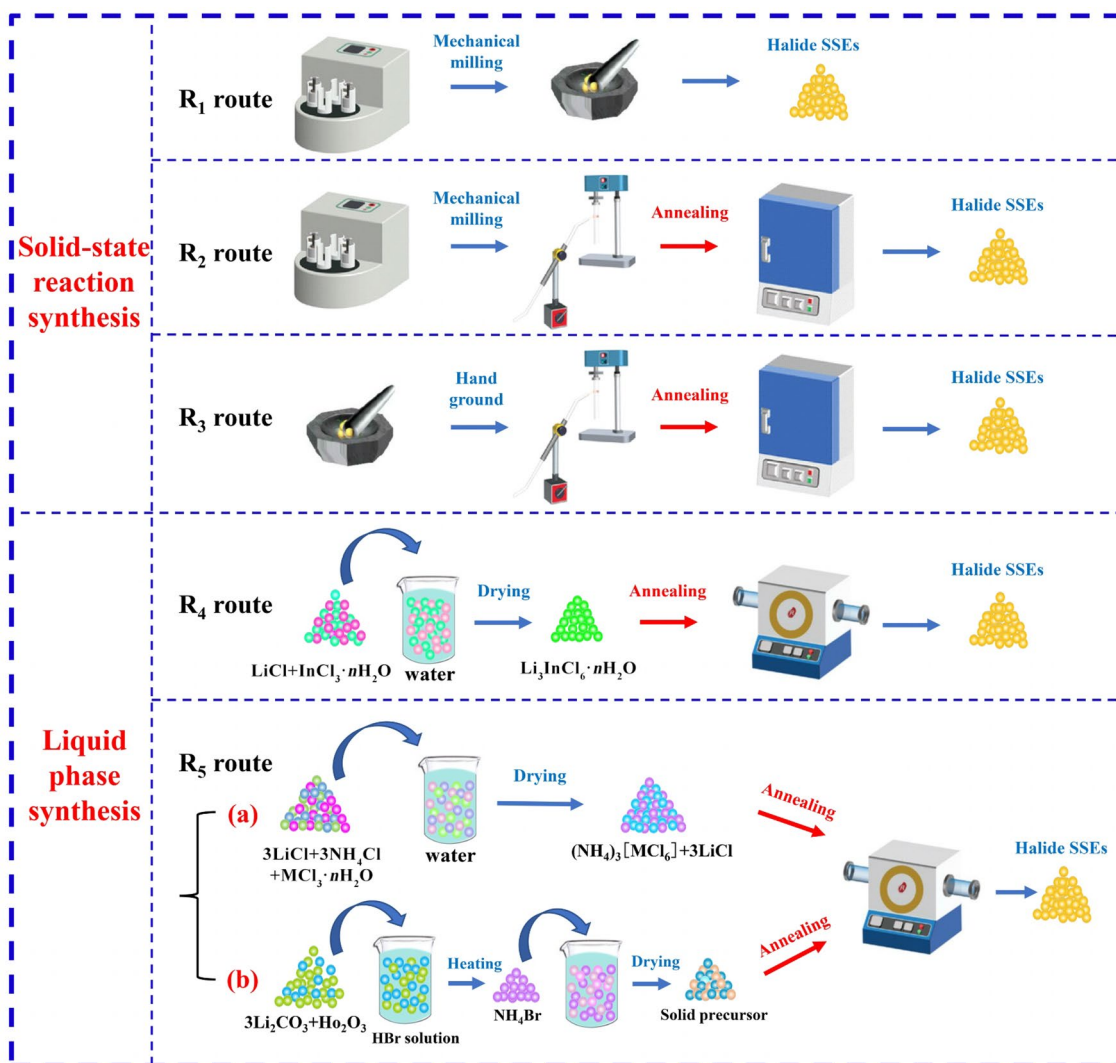 Solid-state
reaction
synthesis
R₁ route
Mechanical
milling
Halide SSEs
R₂ route
Mechanical
milling
Annealing
Halide SSEs
R₃ route
Hand
ground
Annealing
Halide SSEs
Liquid
phase
synthesis
R₄ route
LiCl+InCl₃·nH₂O
water
Drying
Li₃InCl₆·nH₂O
Annealing
Halide SSEs
R₅ route
(a)
3LiCl+3NH₄Cl
+MCl₃·nH₂O
water
Drying
(NH₄)₃[MCl₆]+3LiCl
Annealing
(b)
3Li₂CO₃+Ho₂O₃
HBr solution
Heating
NH₄Br
Drying
Solid precursor
Annealing
Halide SSEs